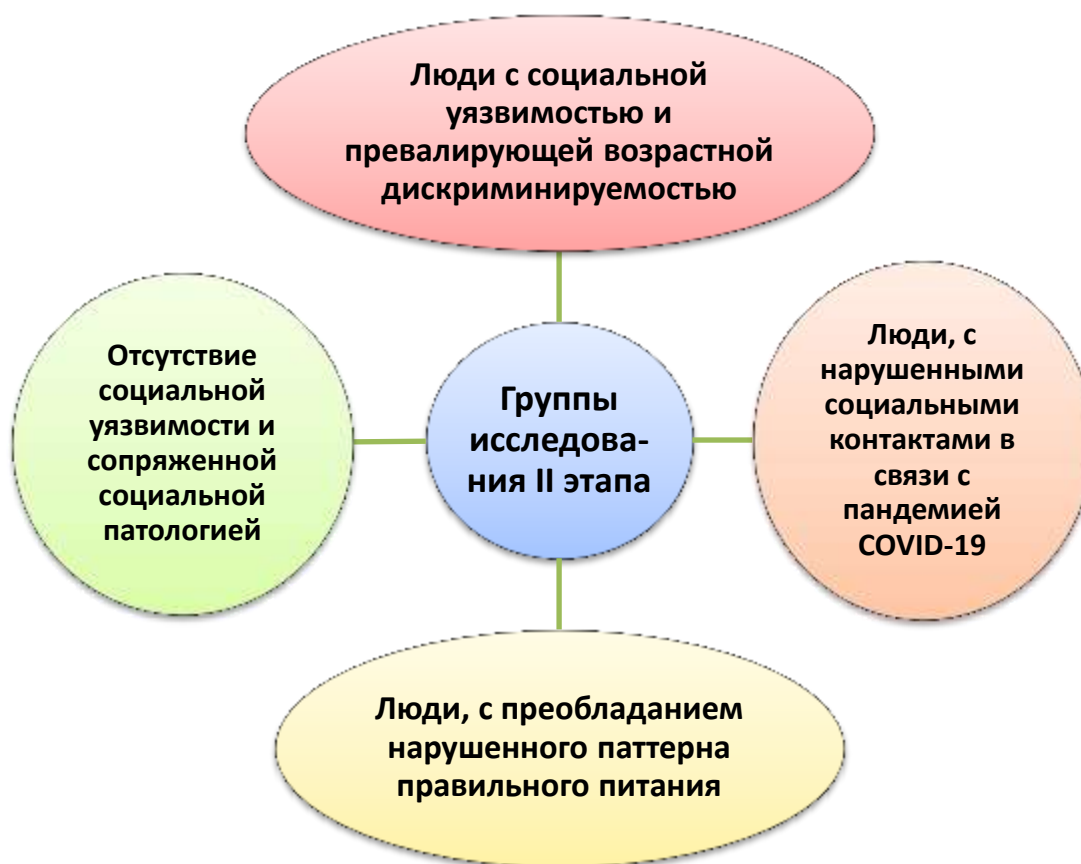 Люди с социальной
уязвимостью и
превалирующей возрастной
дискриминируемостью
Отсутствие
социальной
уязвимости и
сопряженной
социальной
патологией
Группы
исследова-
ния II этапа
Люди, с
нарушенными
социальными
контактами в
связи с
пандемией
COVID-19
Люди, с преобладанием
нарушенного паттерна
правильного питания